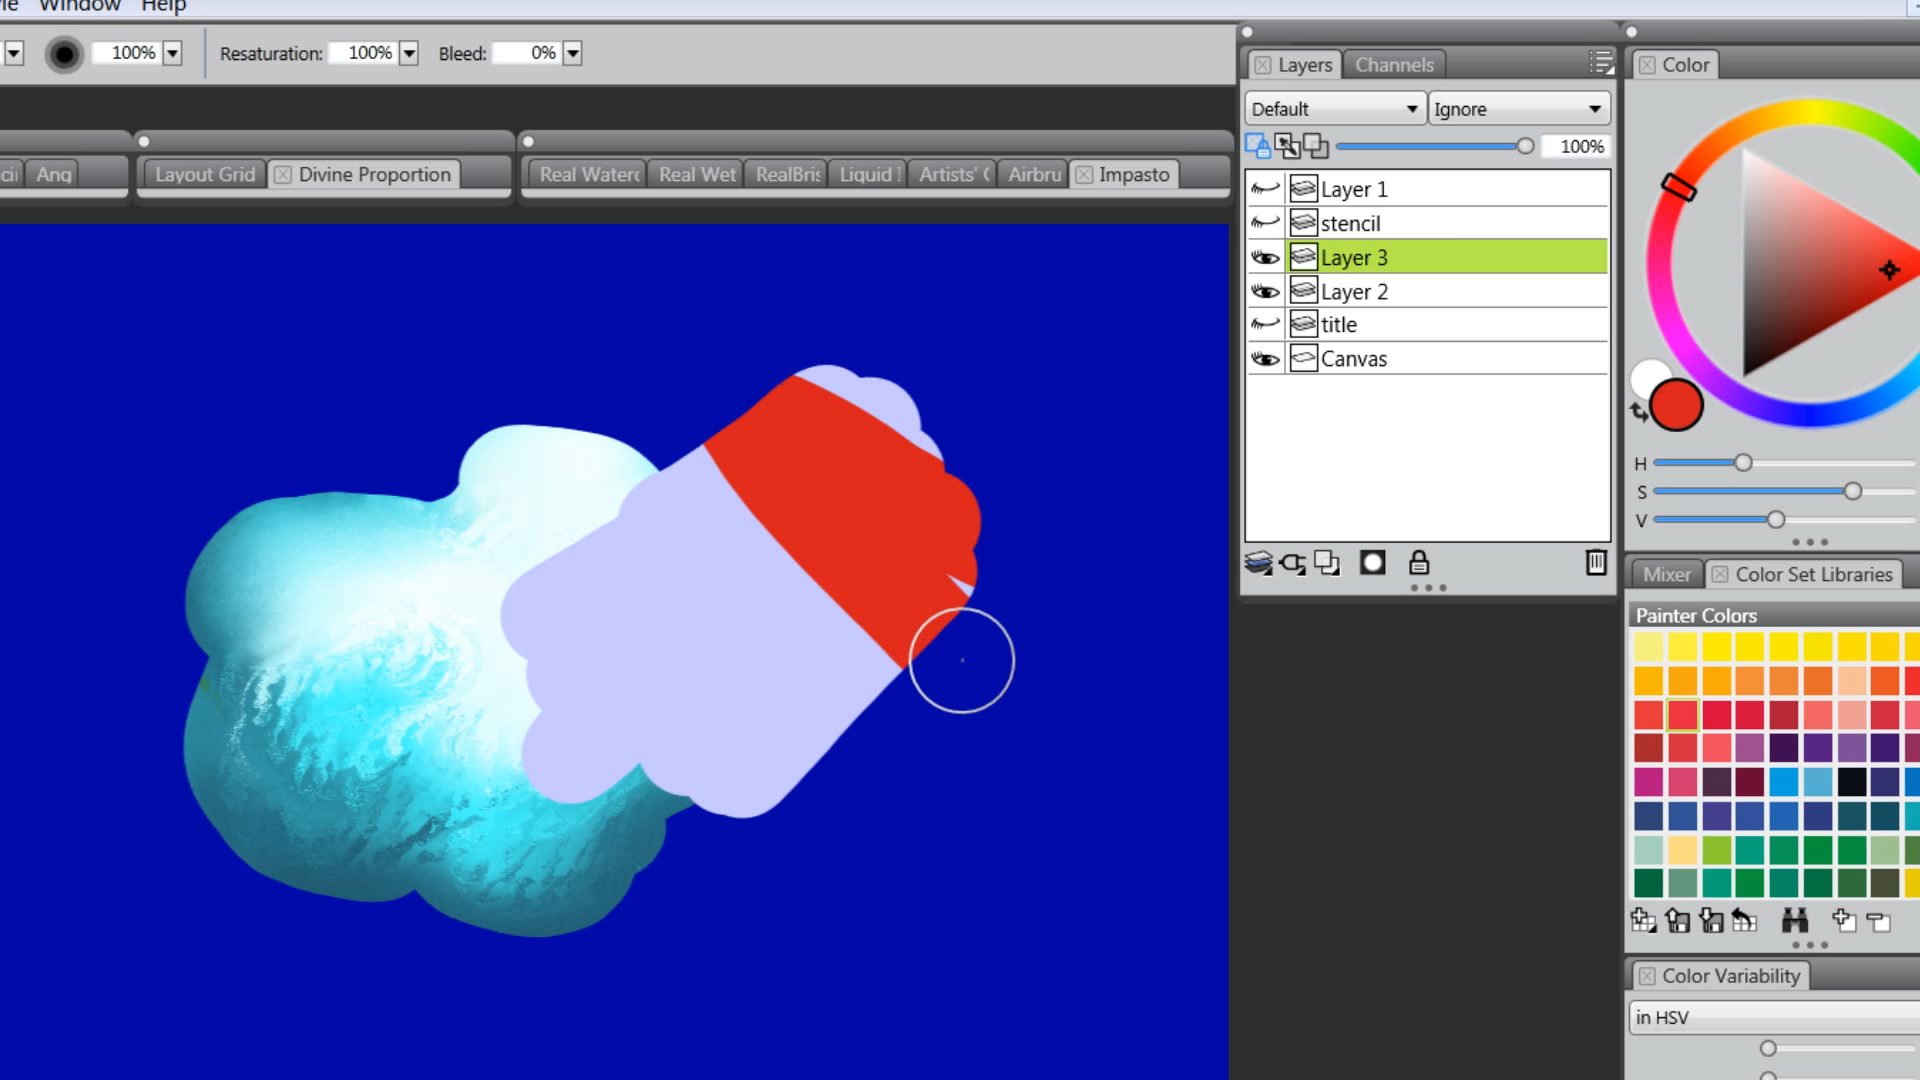 Window Help
100% Resaturation: 100% Bleed: 0%
Layers Channels
Color
Default Ignore
100%
Ang Layout Grid Divine Proportion Real Waterc Real Wet RealBris Liquid Artists' Airbru Impasto
Layer 1
stencil
Layer 3
Layer 2
title
Canvas
H
S
V
Mixer Color Set Libraries
Painter Colors
Color Variability
in HSV